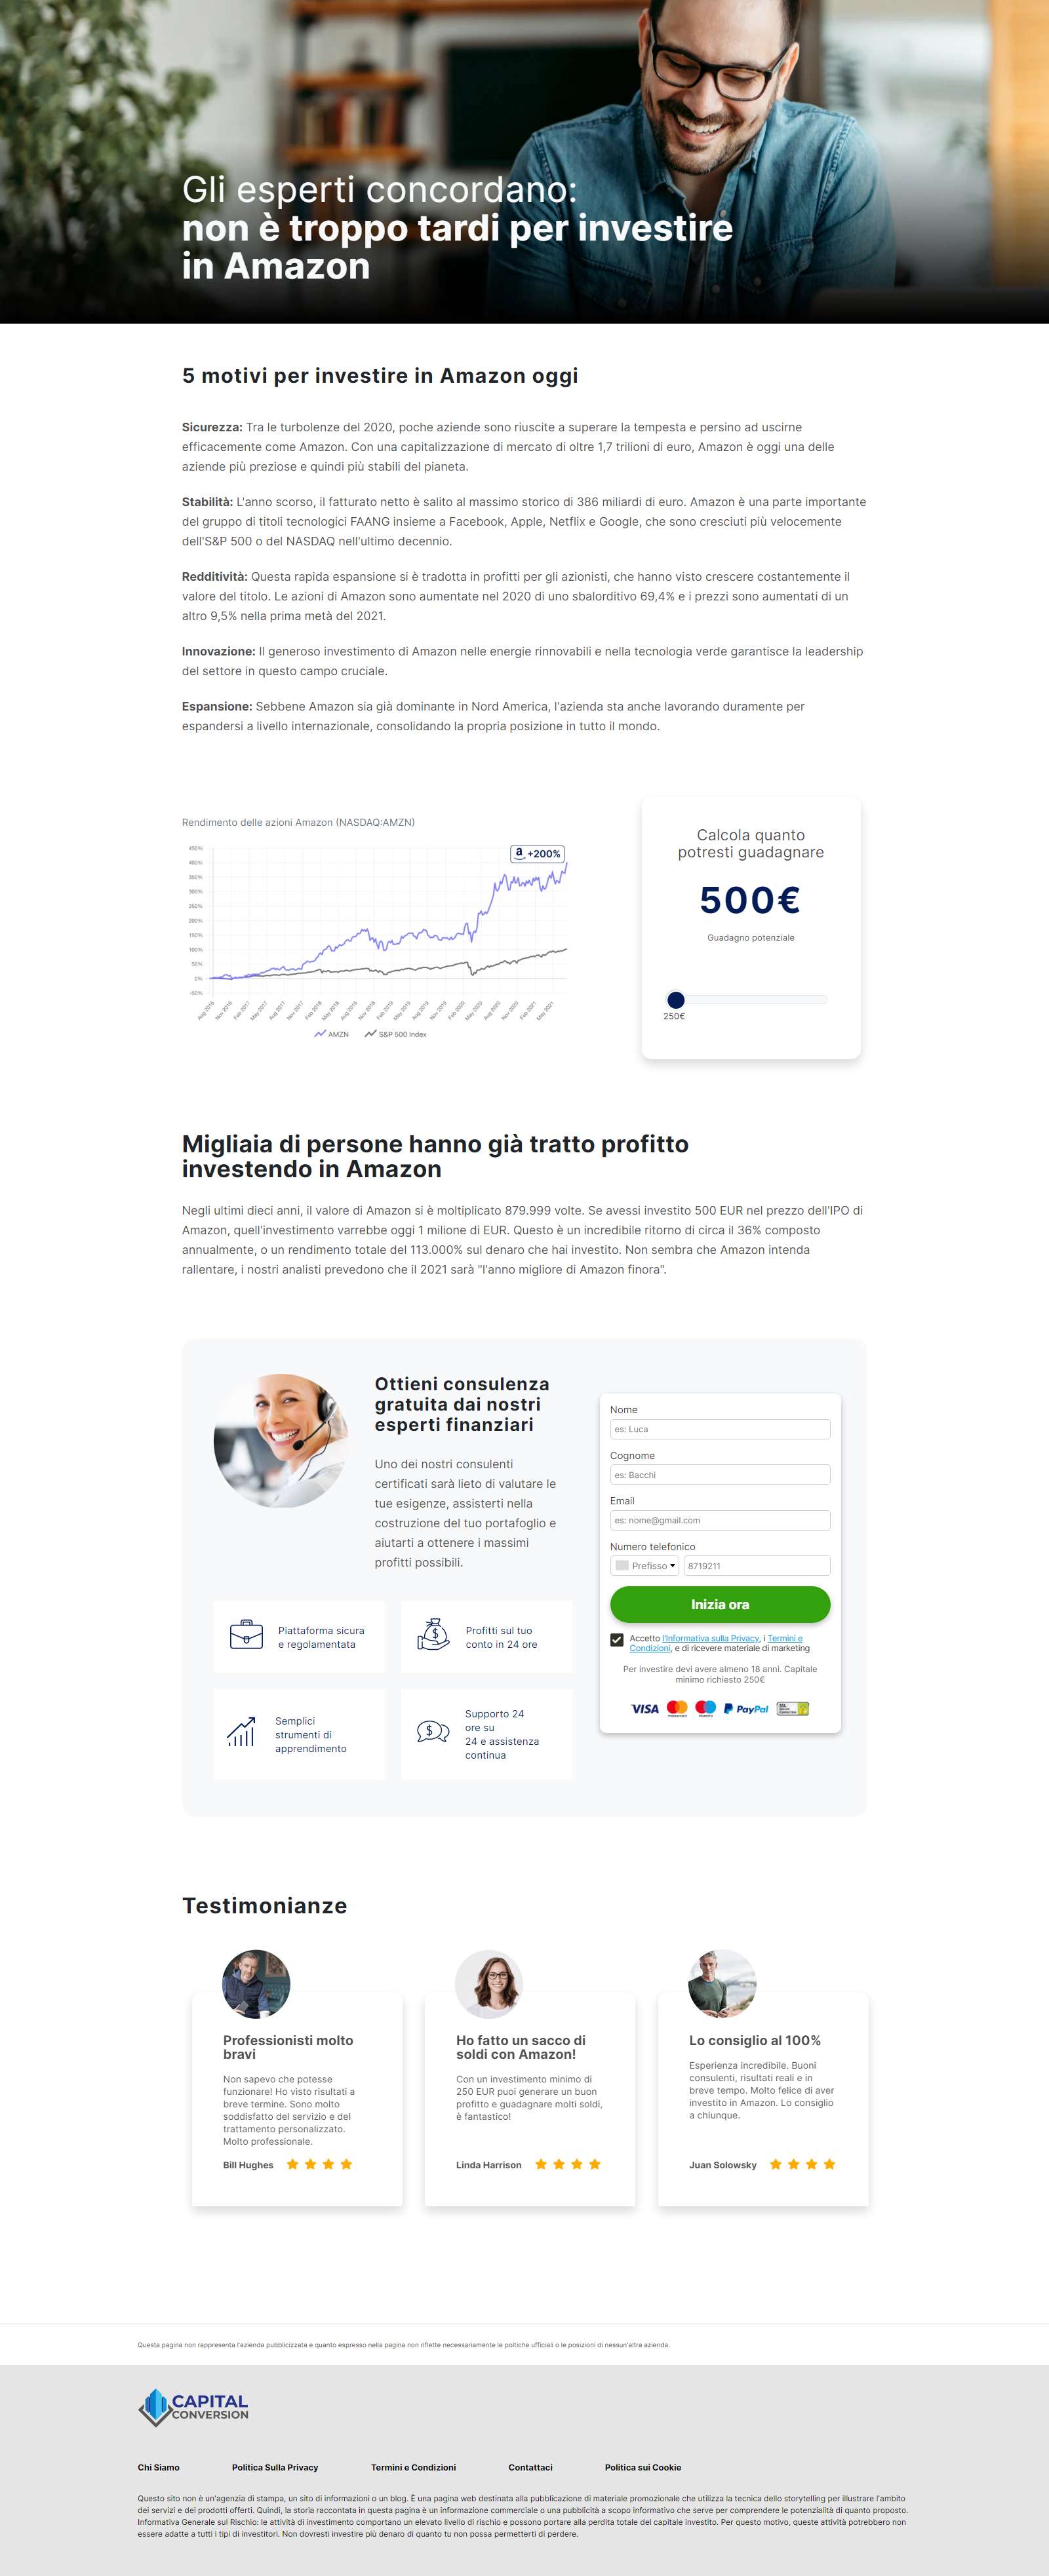 Gli esperti concordano:
non è troppo tardi per investire
in Amazon
5 motivi per investire in Amazon oggi
Sicurezza: Tra le turbolenze del 2020, poche aziende sono riuscite a superare la tempesta e persino ad uscirne
efficacemente come Amazon. Con una capitalizzazione di mercato di oltre 1,7 trilioni di euro, Amazon è oggi una delle
aziende più preziose e quindi più stabili del pianeta.
Stabilità: L'anno scorso, il fatturato netto è salito al massimo storico di 386 miliardi di euro. Amazon è una parte importante
del gruppo di titoli tecnologici FAANG insieme a Facebook, Apple, Netflix e Google, che sono cresciuti più velocemente
dell'S&P 500 o del NASDAQ nell'ultimo decennio.
Redditività: Questa rapida espansione si è tradotta in profitti per gli azionisti, che hanno visto crescere costantemente il
valore del titolo. Le azioni di Amazon sono aumentate nel 2020 di uno sbalorditivo 69,4% e i prezzi sono aumentati di un
altro 9,5% nella prima metà del 2021.
Innovazione: Il generoso investimento di Amazon nelle energie rinnovabili e nella tecnologia verde garantisce la leadership
del settore in questo campo cruciale.
Espansione: Sebbene Amazon sia già dominante in Nord America, l'azienda sta anche lavorando duramente per
espandersi a livello internazionale, consolidando la propria posizione in tutto il mondo.
Rendimento delle azioni Amazon (NASDAQ:AMZN)
450%
400%
350%
300%
250%
200%
150%
100%
50%
0%
-50%
a +200%
Aug 2016
Nov 2016
Feb 2017
May 2017
Aug 2017
Nov 2017
Feb 2018
May 2018
Aug 2018
Nov 2018
Feb 2019
May 2019
Aug 2019
Nov 2019
Feb 2020
May 2020
Aug 2020
Nov 2020
Feb 2021
May 2021
AMZN
S&P 500 Index
Calcola quanto
potresti guadagnare
500€
Guadagno potenziale
250€
Migliaia di persone hanno già tratto profitto
investendo in Amazon
Negli ultimi dieci anni, il valore di Amazon si è moltiplicato 879.999 volte. Se avessi investito 500 EUR nel prezzo dell'IPO di
Amazon, quell'investimento varrebbe oggi 1 milione di EUR. Questo è un incredibile ritorno di circa il 36% composto
annualmente, o un rendimento totale del 113.000% sul denaro che hai investito. Non sembra che Amazon intenda
rallentare, i nostri analisti prevedono che il 2021 sarà "l'anno migliore di Amazon finora".
Ottieni consulenza
gratuita dai nostri
esperti finanziari
Uno dei nostri consulenti
certificati sarà lieto di valutare le
tue esigenze, assisterti nella
costruzione del tuo portafoglio e
aiutarti a ottenere i massimi
profitti possibili.
Piattaforma sicura
e regolamentata
Profitti sul tuo
conto in 24 ore
Semplici
strumenti di
apprendimento
Supporto 24
ore su
24 e assistenza
continua
Nome
es: Luca
Cognome
es: Bacchi
Email
es: nome@gmail.com
Numero telefonico
Prefisso
8719211
Inizia ora
Accetto l'Informativa sulla Privacy, i Termini e
Condizioni, e di ricevere materiale di marketing
Per investire devi avere almeno 18 anni. Capitale
minimo richiesto 250€
VISA
PayPal
Testimonianze
Professionisti molto
bravi
Non sapevo che potesse
funzionare! Ho visto risultati a
breve termine. Sono molto
soddisfatto del servizio e del
trattamento personalizzato.
Molto professionale.
Bill Hughes
Ho fatto un sacco di
soldi con Amazon!
Con un investimento minimo di
250 EUR puoi generare un buon
profitto e guadagnare molti soldi,
è fantastico!
Linda Harrison
Lo consiglio al 100%
Esperienza incredibile. Buoni
consulenti, risultati reali e in
breve tempo. Molto felice di aver
investito in Amazon. Lo consiglio
a chiunque.
Juan Solowsky
Questa pagina non rappresenta l'azienda pubblicizzata e quanto espresso nella pagina non riflette necessariamente le politiche ufficiali o le posizioni di nessun'altra azienda.
CAPITAL
CONVERSION
Chi Siamo
Politica Sulla Privacy
Termini e Condizioni
Contattaci
Politica sui Cookie
Questo sito non è un'agenzia di stampa, un sito di informazioni o un blog. È una pagina web destinata alla pubblicazione di materiale promozionale che utilizza la tecnica dello storytelling per illustrare l'ambito
dei servizi e dei prodotti offerti. Quindi, la storia raccontata in questa pagina è un informazione commerciale o una pubblicità a scopo informativo che serve per comprendere le potenzialità di quanto proposto.
Informativa Generale sul Rischio: le attività di investimento comportano un elevato livello di rischio e possono portare alla perdita totale del capitale investito. Per questo motivo, queste attività potrebbero non
essere adatte a tutti i tipi di investitori. Non dovresti investire più denaro di quanto tu non possa permetterti di perdere.